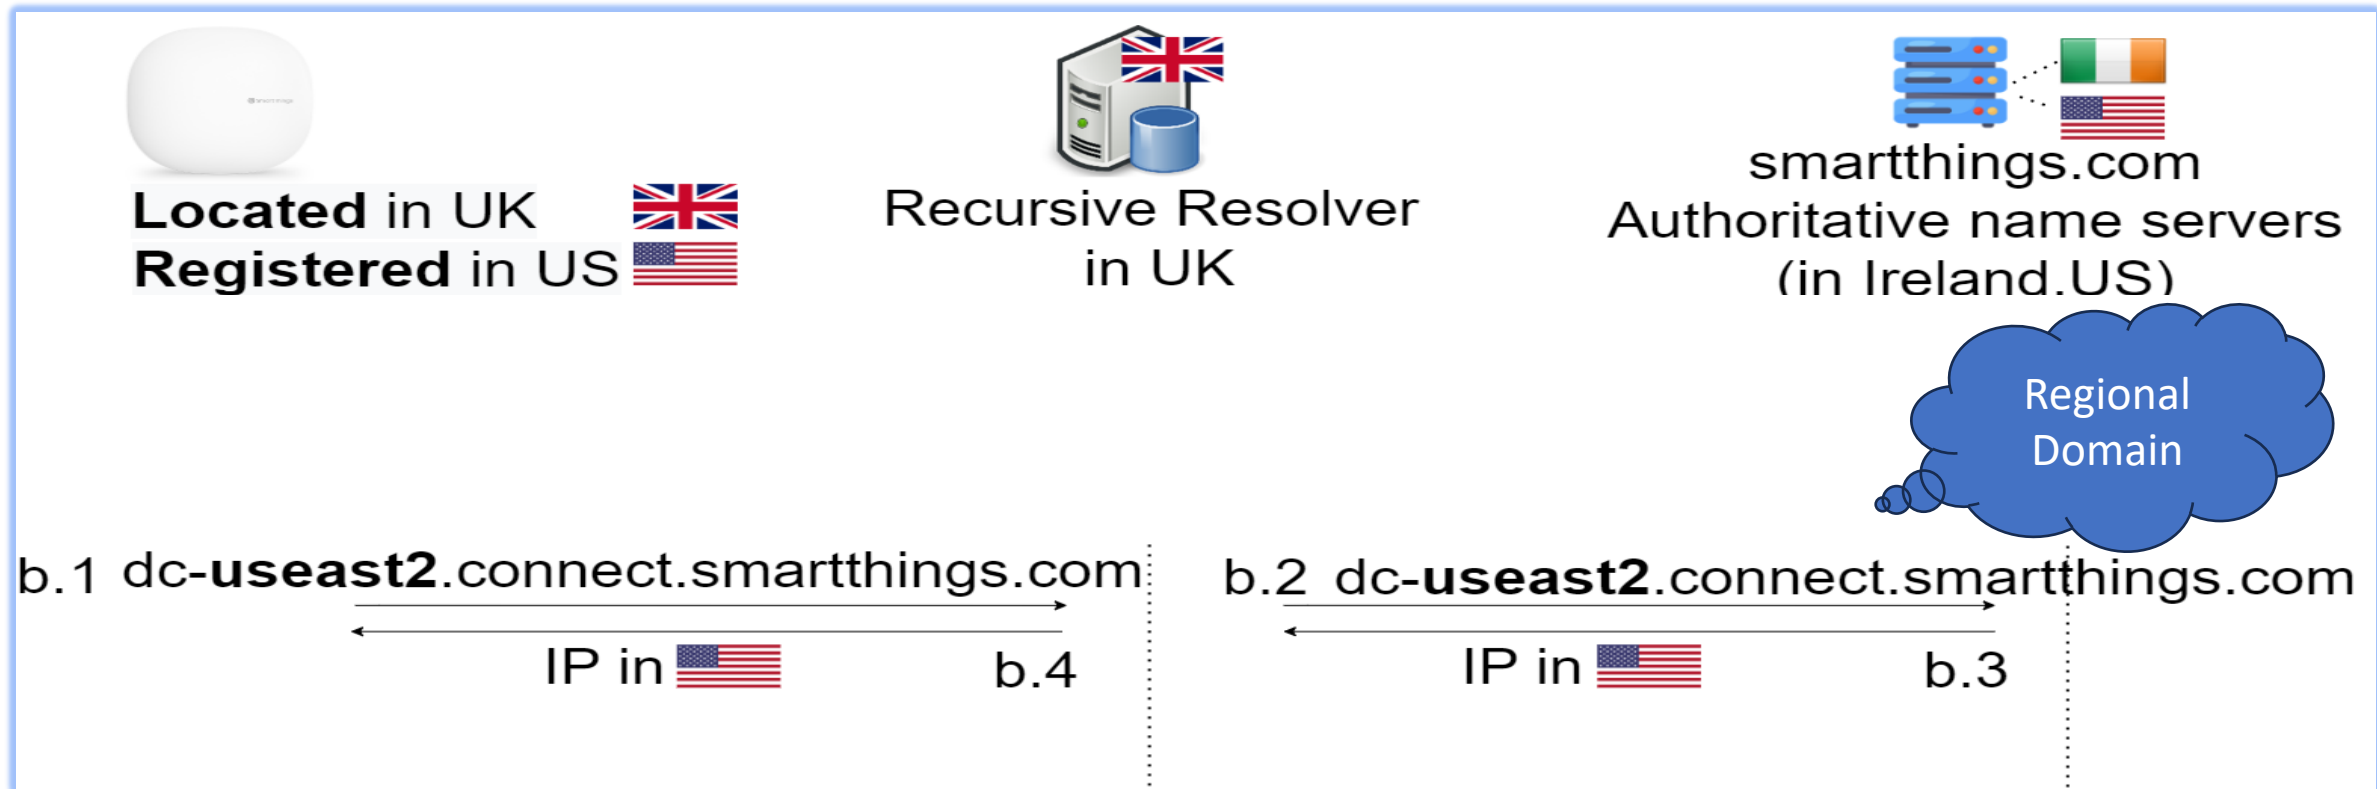 SmartThings
Located in UK
Registered in US
Recursive Resolver
in UK
smartthings.com
Authoritative name servers
(in Ireland.US)
Regional
Domain
b.1 dc-useast2.connect.smartthings.com
b.2 dc-useast2.connect.smartthings.com
IP in
b.4
IP in
b.3